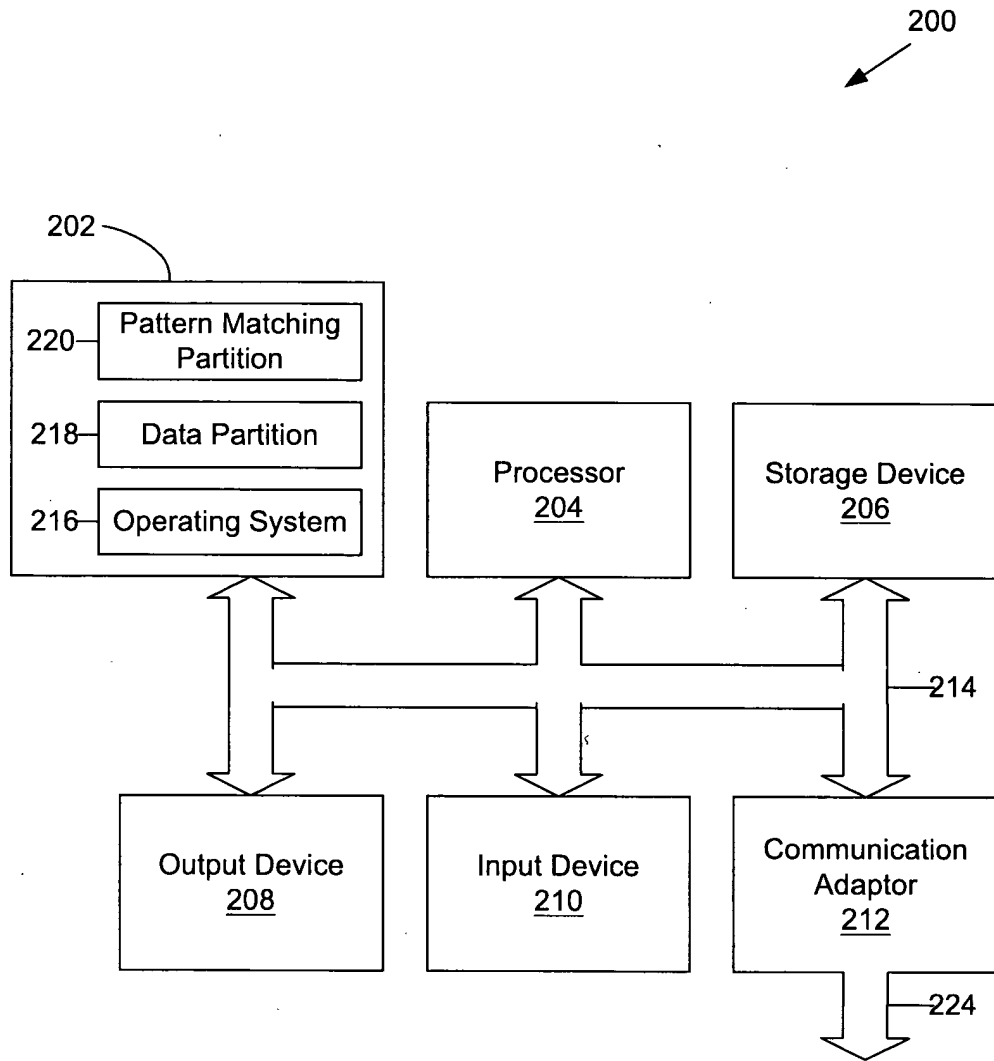 200
202
220
Pattern Matching
Partition
218
Data Partition
216
Operating System
Processor
204
Storage Device
206
214
Output Device
208
Input Device
210
Communication
Adaptor
212
224